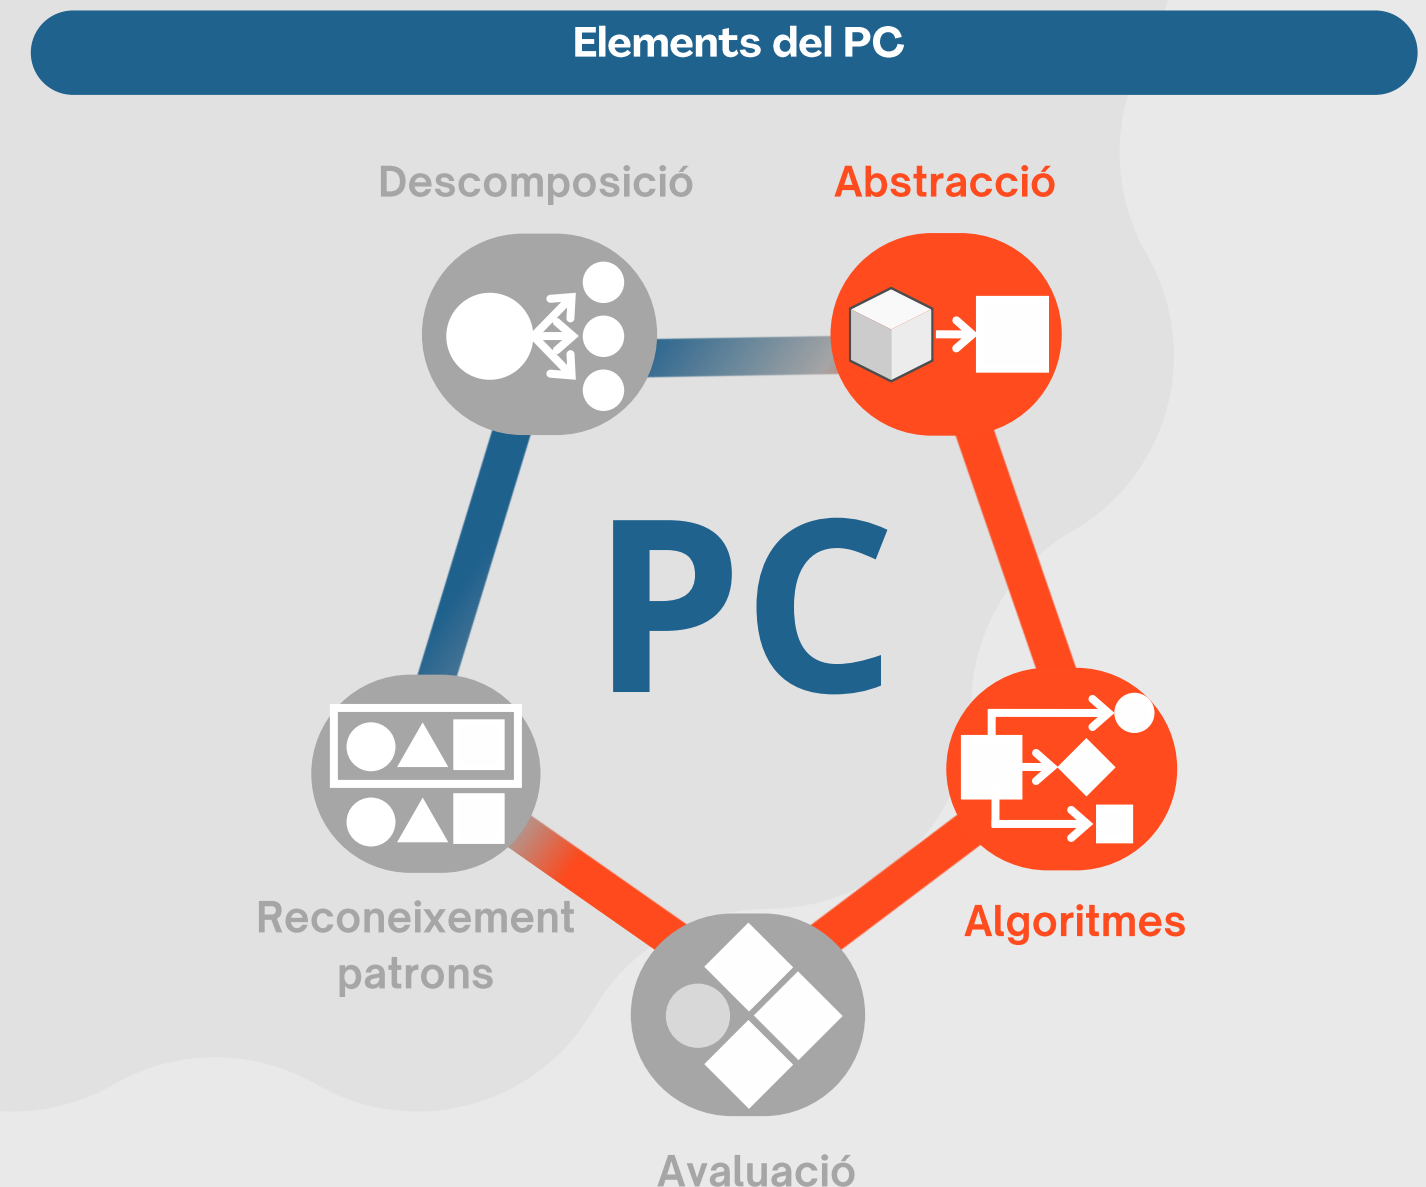 Elements del PC
Descomposició
Abstracció
PC
Reconeixement
patrons
Algoritmes
Avaluació